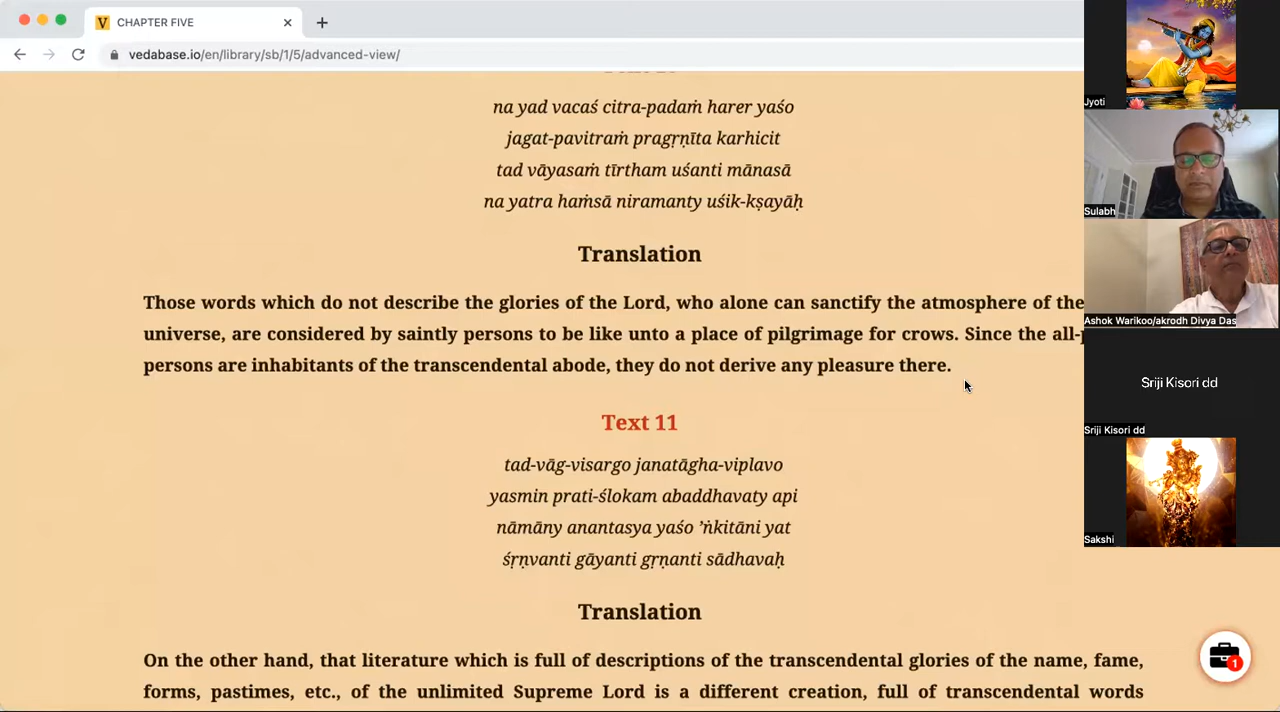 CHAPTER FIVE
vedabase.io/en/library/sb/1/5/advanced-view/
na yad vacaś citra-padaṁ harer yaśo
jagat-pavitraṁ pragṛṇīta karhicit
tad vāyasaṁ tīrtham uśanti mānasā
na yatra haṁsā niramanty uśik-kṣayāḥ
Translation
Those words which do not describe the glories of the Lord, who alone can sanctify the atmosphere of the
universe, are considered by saintly persons to be like unto a place of pilgrimage for crows. Since the
persons are inhabitants of the transcendental abode, they do not derive any pleasure there.
Text 11
tad-vāg-visargo janatāgha-viplavo
yasmin prati-ślokam abaddhavaty api
nāmāny anantasya yaśo ’ṅkitāni yat
śṛṇvanti gāyanti gṛṇanti sādhavaḥ
Translation
On the other hand, that literature which is full of descriptions of the transcendental glories of the name, fame,
forms, pastimes, etc., of the unlimited Supreme Lord is a different creation, full of transcendental words
1
Jyoti
Sulabh
Ashok Warikoo/akrodh Divya Das
Sriji Kisori dd
Sriji Kisori dd
Sakshi